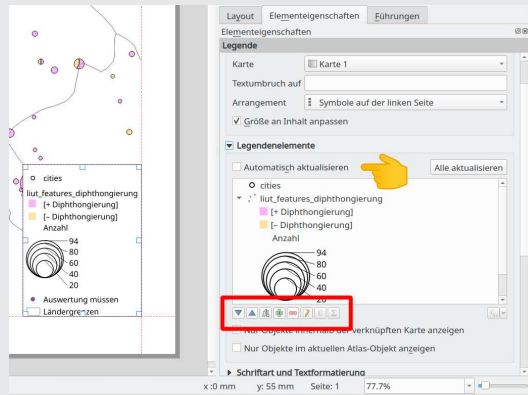 Layout Elementeigenschaften Führungen
Elementeigenschaften
Legende
Karte Karte 1
Textumbruch auf
Arrangement Symbole auf der linken Seite
Größe an Inhalt anpassen
Legendenelemente
Automatisch aktualisieren Alle aktualisieren
cities
liut_features_diphthongierung
[+ Diphthongierung]
[– Diphthongierung]
Anzahl
94
80
60
40
20
Nur Objekte innerhalb der verknüpften Karte anzeigen
Nur Objekte im aktuellen Atlas-Objekt anzeigen
Schriftart und Textformatierung
cities
liut_features_diphthongierung
[+ Diphthongierung]
[– Diphthongierung]
Anzahl
94
80
60
40
20
Auswertung müssen
Ländergrenzen
x :0 mm y: 55 mm Seite: 1 77.7%